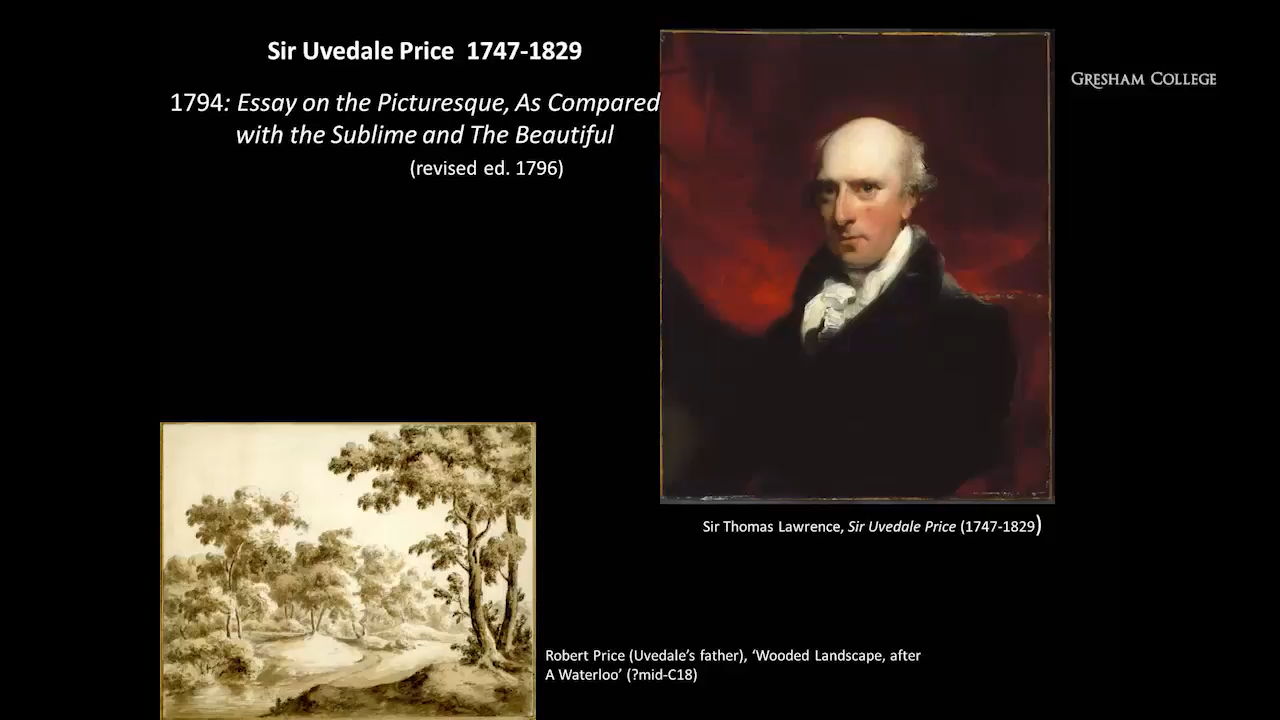 Sir Uvedale Price 1747-1829
1794: Essay on the Picturesque, As Compared
with the Sublime and The Beautiful
(revised ed. 1796)
GRESHAM COLLEGE
Sir Thomas Lawrence, Sir Uvedale Price (1747-1829)
Robert Price (Uvedale’s father), ‘Wooded Landscape, after
A Waterloo’ (?mid-C18)